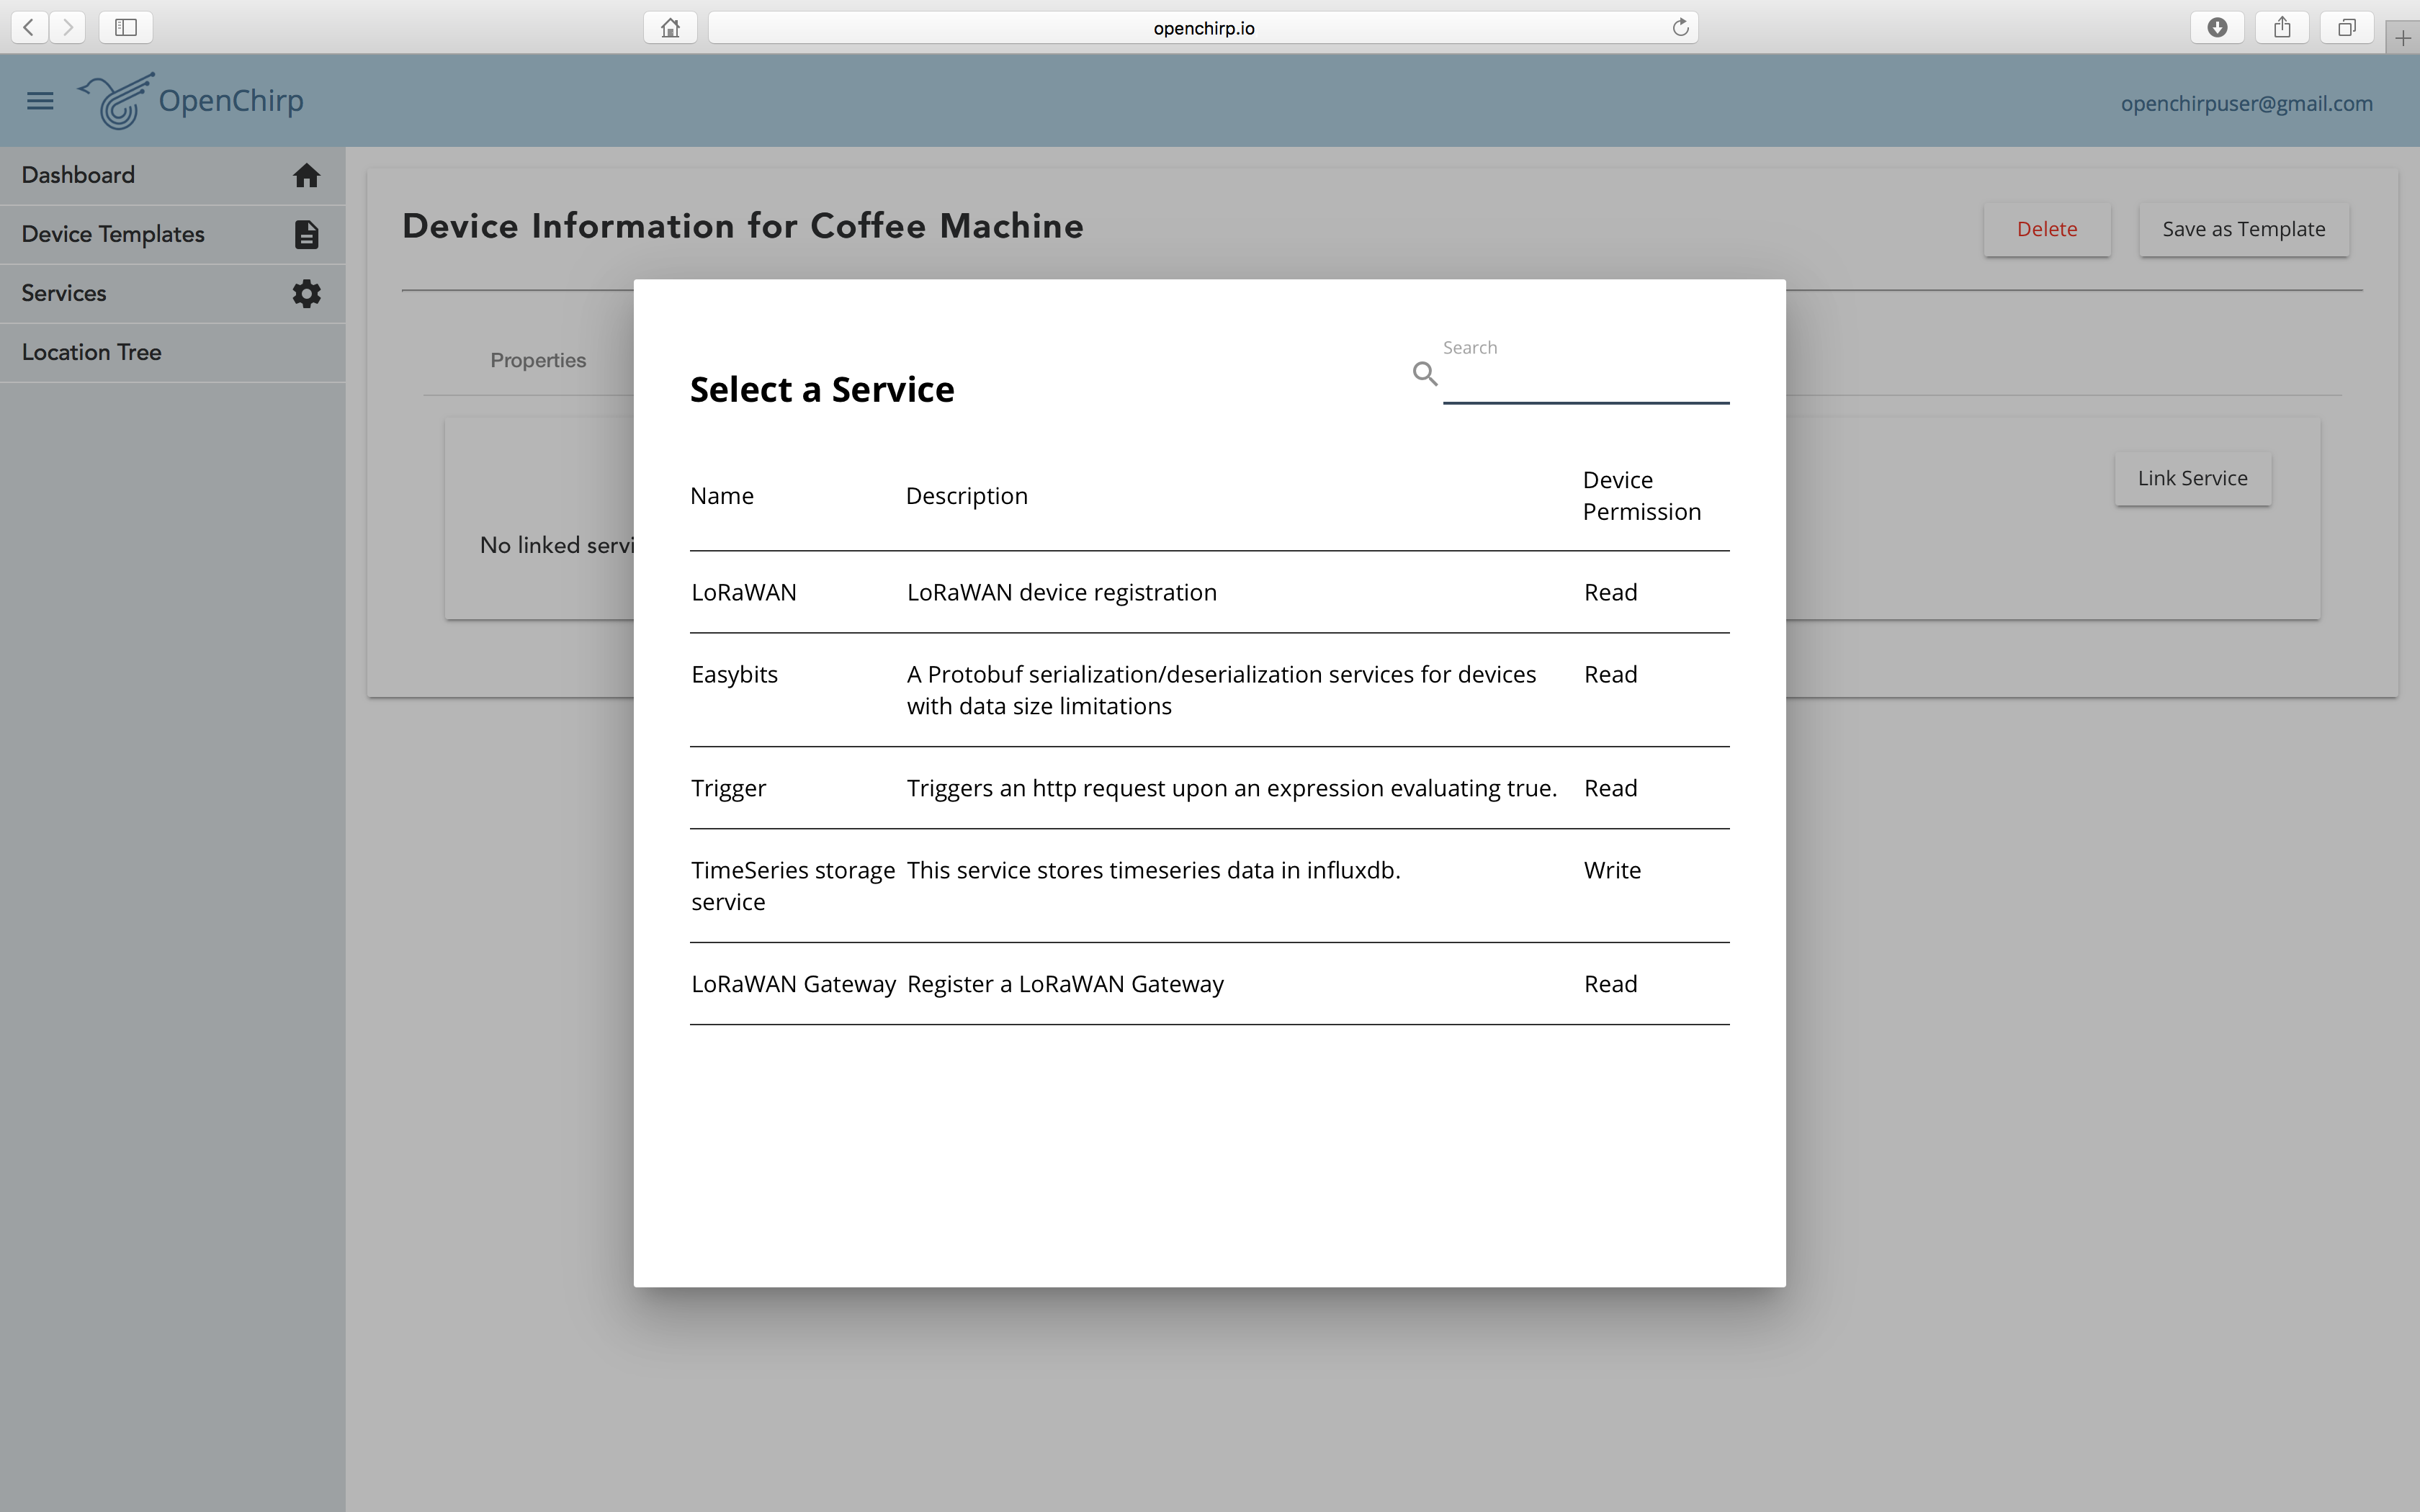 openchirp.io
OpenChirp
openchirpuser@gmail.com
Dashboard
Device Templates
Services
Location Tree
Device Information for Coffee Machine
Delete
Save as Template
Properties
Link Service
No linked servi
Select a Service
Search
Name
Description
Device
Permission
LoRaWAN
LoRaWAN device registration
Read
Easybits
A Protobuf serialization/deserialization services for devices
with data size limitations
Read
Trigger
Triggers an http request upon an expression evaluating true.
Read
TimeSeries storage
service
This service stores timeseries data in influxdb.
Write
LoRaWAN Gateway
Register a LoRaWAN Gateway
Read